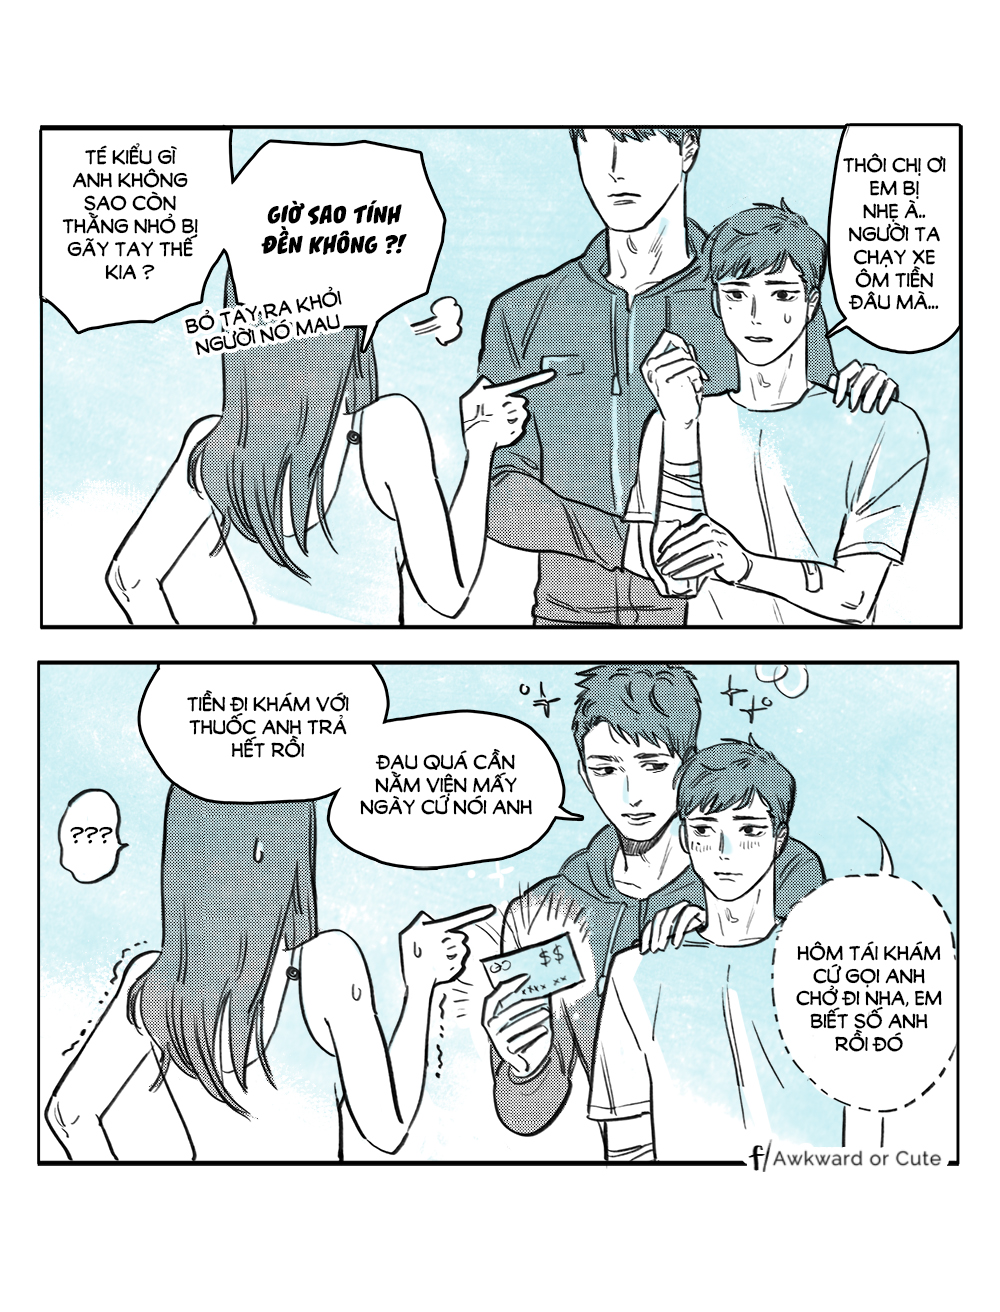 TÉ KIỂU GÌ
ANH KHÔNG
SAO CÒN
THẰNG NHỎ BỊ
GÃY TAY THẾ
KIA ?
GIỜ SAO TÍNH
ĐỀN KHÔNG ?!
BỎ TAY RA KHỎI
NGƯỜI NÓ MAU
THÔI CHỊ ƠI
EM BỊ
NHẸ À..
NGƯỜI TA
CHẠY XE
ÔM TIỀN
ĐÂU MÀ...
TIỀN ĐI KHÁM VỚI
THUỐC ANH TRẢ
HẾT RỒI
ĐAU QUÁ CẦN
NẰM VIỆN MẤY
NGÀY CỨ NÓI ANH
???
$$
xxxx xx
HÔM TÁI KHÁM
CỨ GỌI ANH
CHỞ ĐI NHA, EM
BIẾT SỐ ANH
RỒI ĐÓ
f/Awkward or Cute